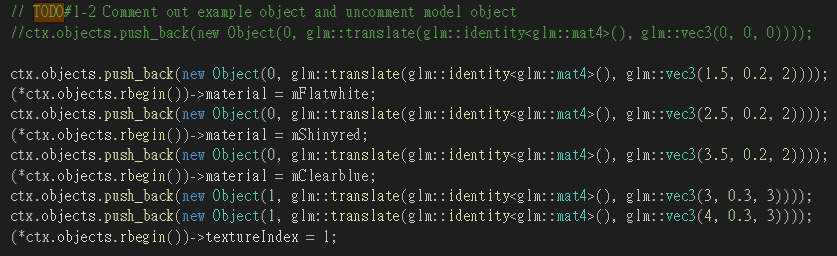 // TODO#1-2 Comment out example object and uncomment model object
//ctx.objects.push_back(new Object(0, glm::translate(glm::identity<glm::mat4>(), glm::vec3(0, 0, 0))));
ctx.objects.push_back(new Object(0, glm::translate(glm::identity<glm::mat4>(), glm::vec3(1.5, 0.2, 2))));
(*ctx.objects.rbegin())->material = mFlatwhite;
ctx.objects.push_back(new Object(0, glm::translate(glm::identity<glm::mat4>(), glm::vec3(2.5, 0.2, 2))));
(*ctx.objects.rbegin())->material = mShinyred;
ctx.objects.push_back(new Object(0, glm::translate(glm::identity<glm::mat4>(), glm::vec3(3.5, 0.2, 2))));
(*ctx.objects.rbegin())->material = mClearblue;
ctx.objects.push_back(new Object(1, glm::translate(glm::identity<glm::mat4>(), glm::vec3(3, 0.3, 3))));
ctx.objects.push_back(new Object(1, glm::translate(glm::identity<glm::mat4>(), glm::vec3(4, 0.3, 3))));
(*ctx.objects.rbegin())->textureIndex = 1;